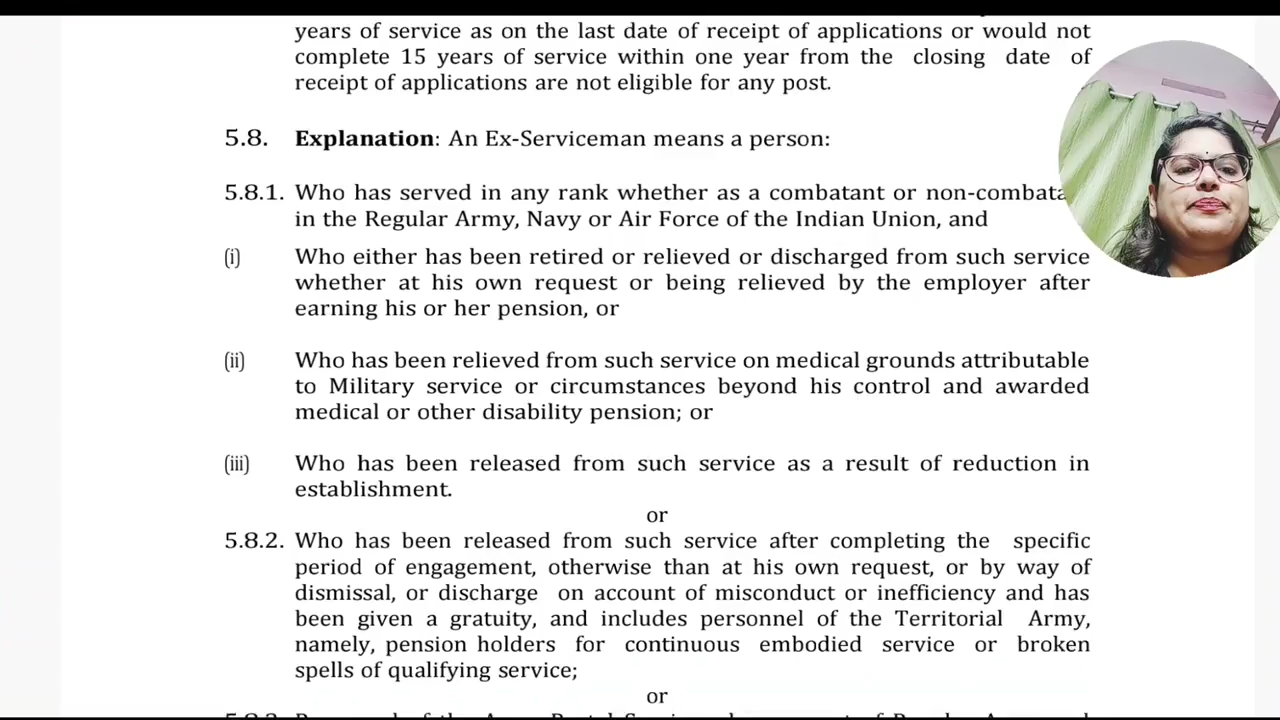 years of service as on the last date of receipt of applications or would not
complete 15 years of service within one year from the closing date of
receipt of applications are not eligible for any post.
5.8. Explanation: An Ex-Serviceman means a person:
5.8.1. Who has served in any rank whether as a combatant or
in the Regular Army, Navy or Air Force of the Indian Union, and
(i) Who either has been retired or relieved or discharged from such service
whether at his own request or being relieved by the employer after
earning his or her pension, or
(ii) Who has been relieved from such service on medical grounds attributable
to Military service or circumstances beyond his control and awarded
medical or other disability pension; or
(iii) Who has been released from such service as a result of reduction in
establishment.
or
5.8.2. Who has been released from such service after completing the specific
period of engagement, otherwise than at his own request, or by way of
dismissal, or discharge on account of misconduct or inefficiency and has
been given a gratuity, and includes personnel of the Territorial Army,
namely, pension holders for continuous embodied service or broken
spells of qualifying service;
or